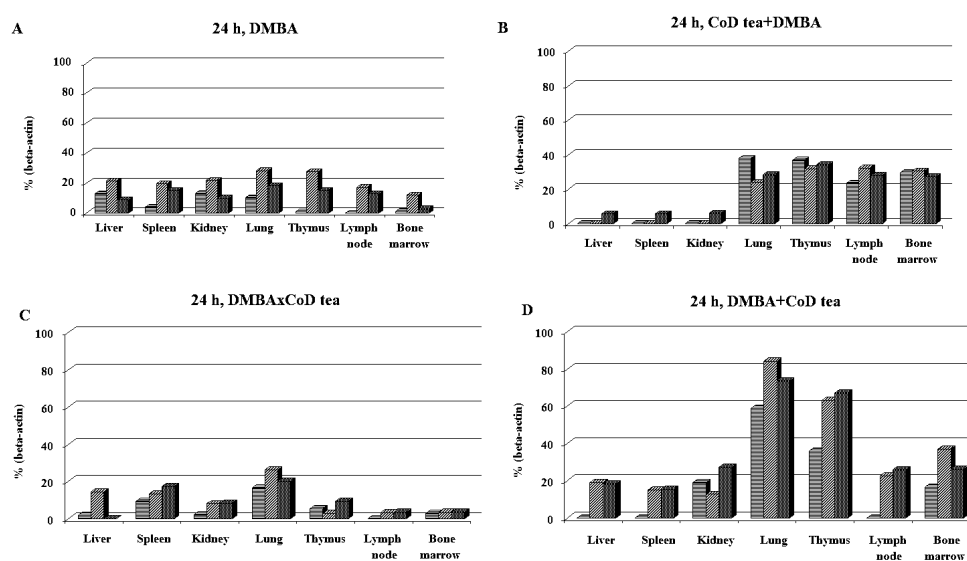 A
24 h, DMBA
% (beta-actin)
100
80
60
40
20
0
Liver Spleen Kidney Lung Thymus Lymph Bone
node marrow
B
24 h, CoD tea+DMBA
% (beta-actin)
100
80
60
40
20
0
Liver Spleen Kidney Lung Thymus Lymph Bone
node marrow
C
24 h, DMBAxCoD tea
% (beta-actin)
100
80
60
40
20
0
Liver Spleen Kidney Lung Thymus Lymph Bone
node marrow
D
24 h, DMBA+CoD tea
% (beta-actin)
100
80
60
40
20
0
Liver Spleen Kidney Lung Thymus Lymph Bone
node marrow